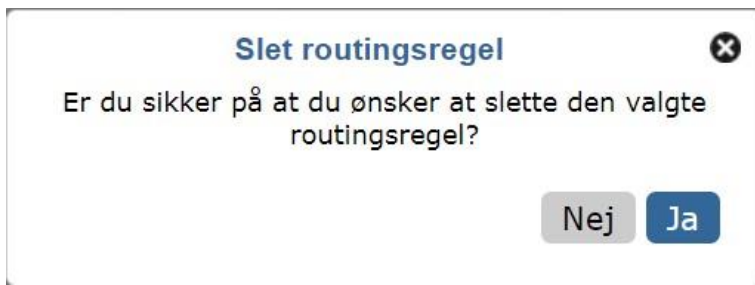 Slet routingsregel
Er du sikker på at du ønsker at slette den valgte
routingsregel?
Nej Ja